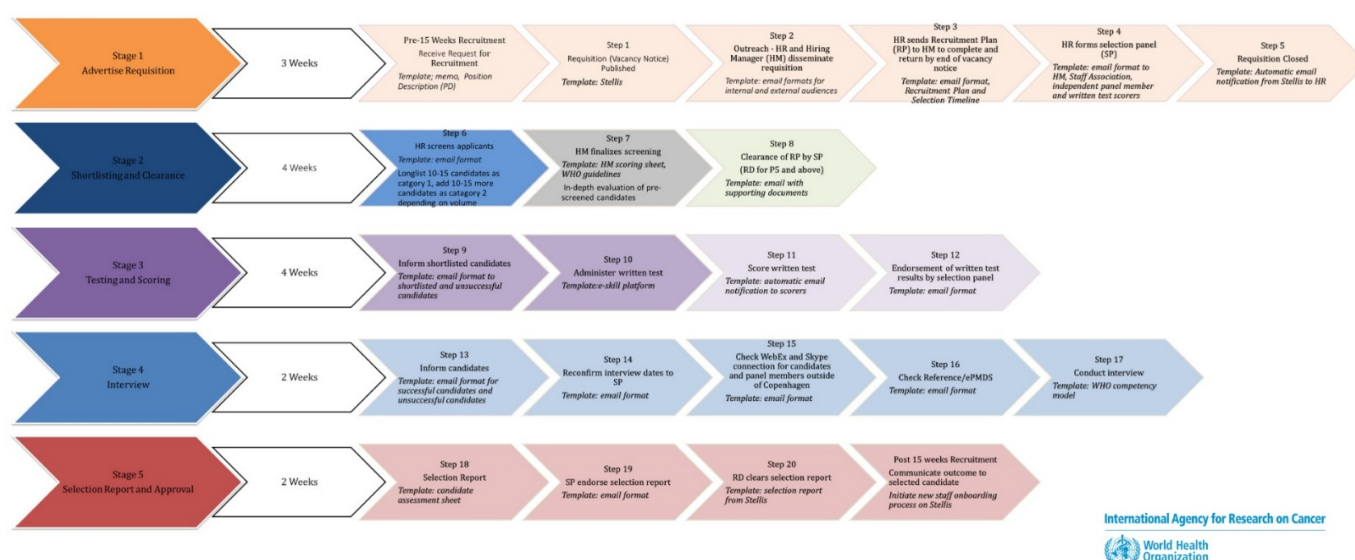 Stage 1
Advertise Requisition
3 Weeks
Pre-15 Weeks Recruitment
Receive Request for
Recruitment
Template; memo, Position
Description (PD)
Step 1
Requisition (Vacancy Notice)
Published
Template: Stellis
Step 2
Outreach - HR and Hiring
Manager (HM) disseminate
requisition
Template: email formats for
internal and external audiences
Step 3
HR sends Recruitment Plan
(RP) to HM to complete and
return by end of vacancy
notice
Template: email format,
Recruitment Plan and
Selection Timeline
Step 4
HR forms selection panel
(SP)
Template: email format to
HM, Staff Association,
independent panel member
and written test scorers
Step 5
Requisition Closed
Template: Automatic email
notification from Stellis to HR
Stage 2
Shortlisting and Clearance
4 Weeks
Step 6
HR screens applicants
Template: email format
Longlist 10-15 candidates as
catgory 1, add 10-15 more
candidates as catagory 2
depending on volume
Step 7
HM finalizes screening
Template: HM scoring sheet,
WHO guidelines
In-depth evaluation of pre-
screened candidates
Step 8
Clearance of RP by SP
(RD for P5 and above)
Template: email with
supporting documents
Stage 3
Testing and Scoring
4 Weeks
Step 9
Inform shortlisted candidates
Template: email format to
shortlisted and unsuccessful
candidates
Step 10
Administer written test
Template:e-skill platform
Step 11
Score written test
Template: automatic email
notification to scorers
Step 12
Endorsement of written test
results by selection panel
Template: email format
Stage 4
Interview
2 Weeks
Step 13
Inform candidates
Template: email format for
successful candidates and
unsuccessful candidates
Step 14
Reconfirm interview dates to
SP
Template: email format
Step 15
Check WebEx and Skype
connection for candidates
and panel members outside
of Copenhagen
Template: email format
Step 16
Check Reference/ePMDS
Template: email format
Step 17
Conduct interview
Template: WHO competency
model
Stage 5
Selection Report and Approval
2 Weeks
Step 18
Selection Report
Template: candidate
assessment sheet
Step 19
SP endorse selection report
Template: email format
Step 20
RD clears selection report
Template: selection report
from Stellis
Post 15 weeks Recruitment
Communicate outcome to
selected candidate
Initiate new staff onboarding
process on Stellis
International Agency for Research on Cancer
World Health
Organization